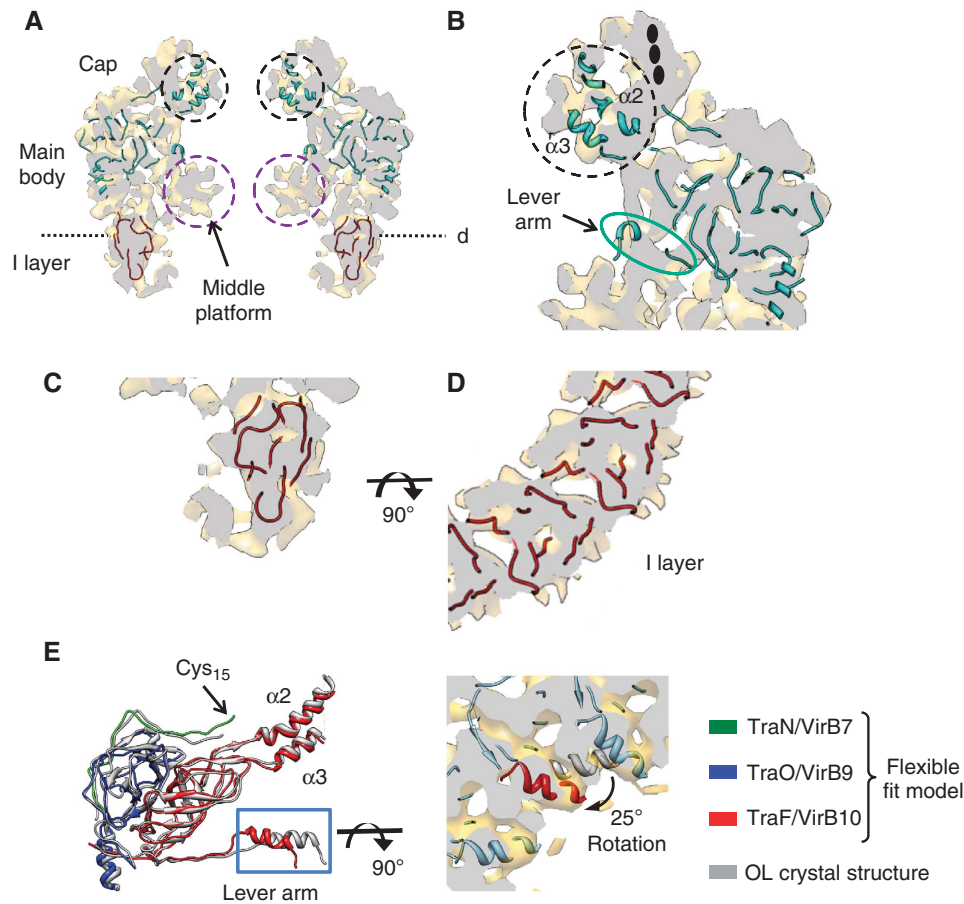 A
Cap
Main
body
I layer
Middle
platform
d
B
α2
α3
Lever
arm
C
90°
D
I layer
E
Cys15
α2
α3
Lever arm
90°
25°
Rotation
TraN/VirB7
TraO/VirB9
TraF/VirB10
Flexible
fit model
OL crystal structure